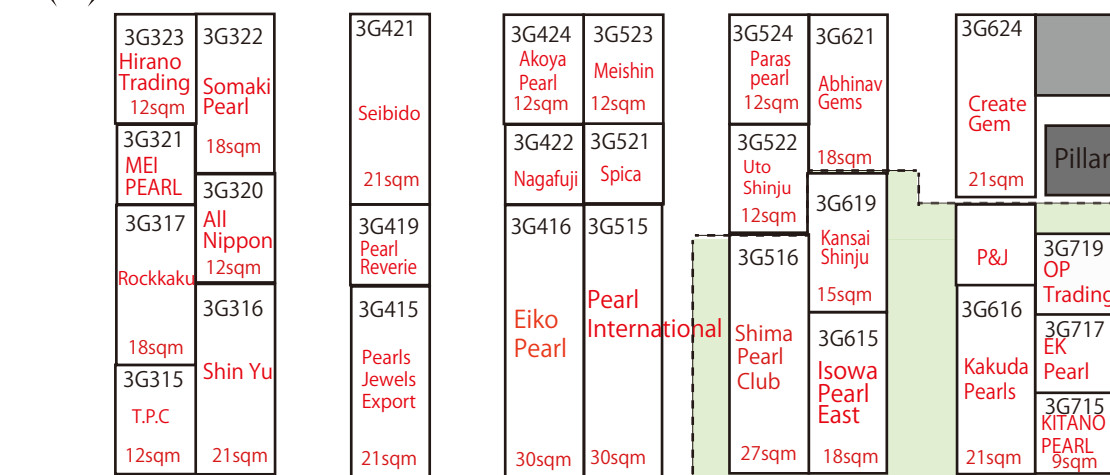 3G323
Hirano
Trading
12sqm
3G322
Somaki
Pearl
18sqm
3G321
MEI
PEARL
3G320
All
Nippon
12sqm
3G317
Rockkaku
18sqm
3G316
Shin Yu
21sqm
3G315
T.P.C
12sqm
3G421
Seibido
21sqm
3G419
Pearl
Reverie
3G415
Pearls
Jewels
Export
21sqm
3G424
Akoya
Pearl
12sqm
3G523
Meishin
12sqm
3G422
Nagafuji
3G521
Spica
3G416
Eiko
Pearl
30sqm
3G515
Pearl
International
30sqm
3G524
Paras
pearl
12sqm
3G621
Abhinav
Gems
18sqm
3G522
Uto
Shinju
12sqm
3G619
Kansai
Shinju
15sqm
3G516
Shima
Pearl
Club
27sqm
3G615
Isowa
Pearl
East
18sqm
3G624
Create
Gem
21sqm
Pillar
P&J
3G719
OP
Trading
3G616
Kakuda
Pearls
21sqm
3G717
EK
Pearl
3G715
KITANO
PEARL
9sqm